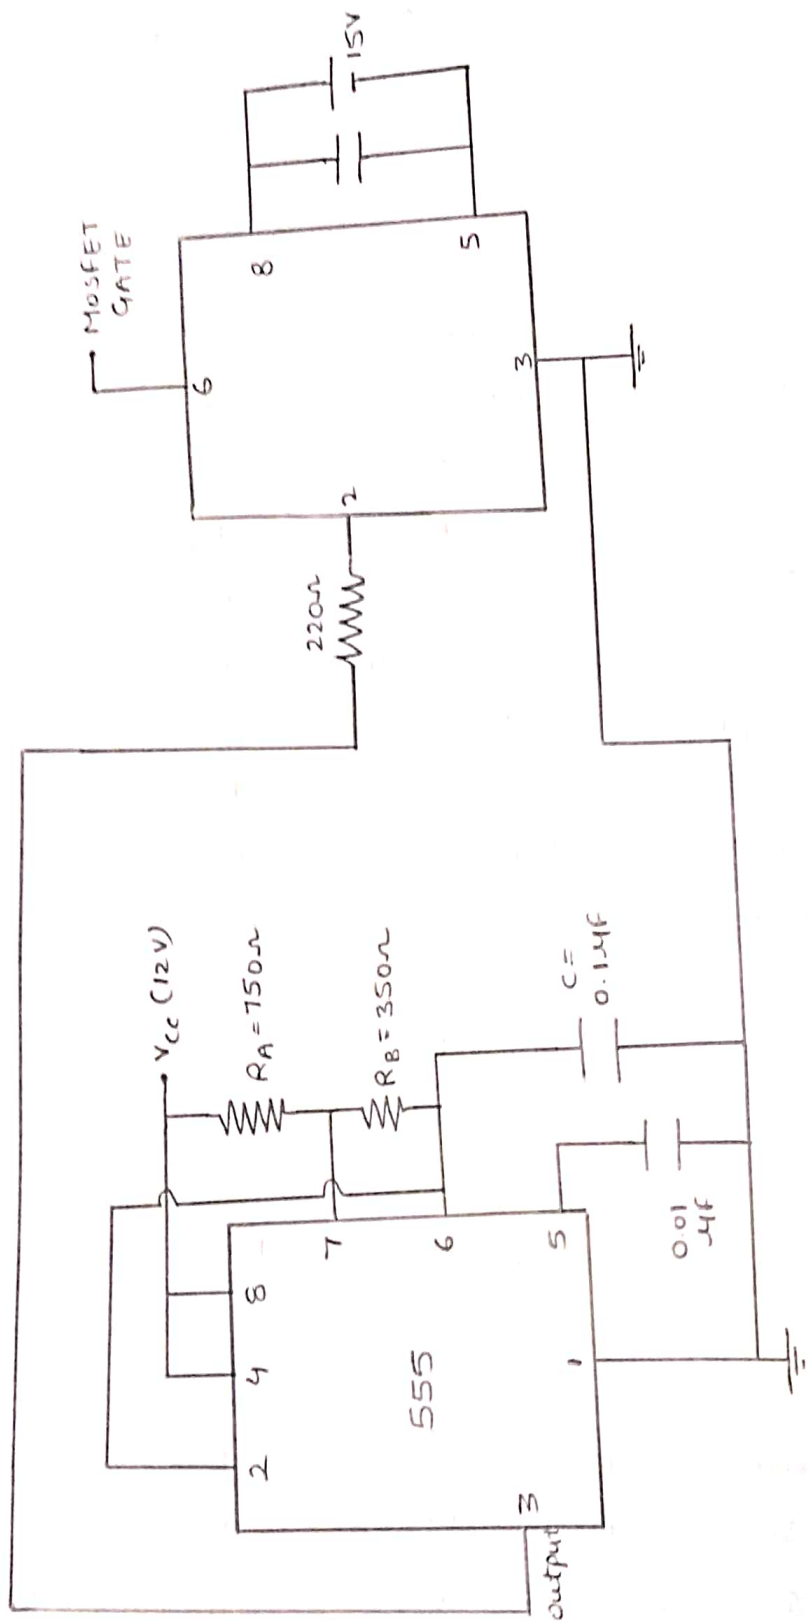 Vcc (12V)
RA = 750Ω
RB = 350Ω
C =
0.1μF
0.01
μF
2
4
8
7
6
5
1
3
555
output
220Ω
2
6
8
5
3
MOSFET
GATE
15V